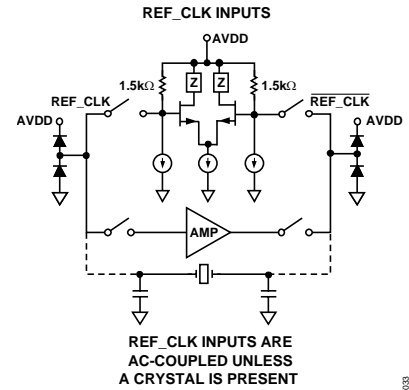 REF_CLK INPUTS
AVDD
1.5kΩ
Z
Z
1.5kΩ
REF_CLK
REF_CLK
AVDD
AVDD
AMP
REF_CLK INPUTS ARE
AC-COUPLED UNLESS
A CRYSTAL IS PRESENT
033